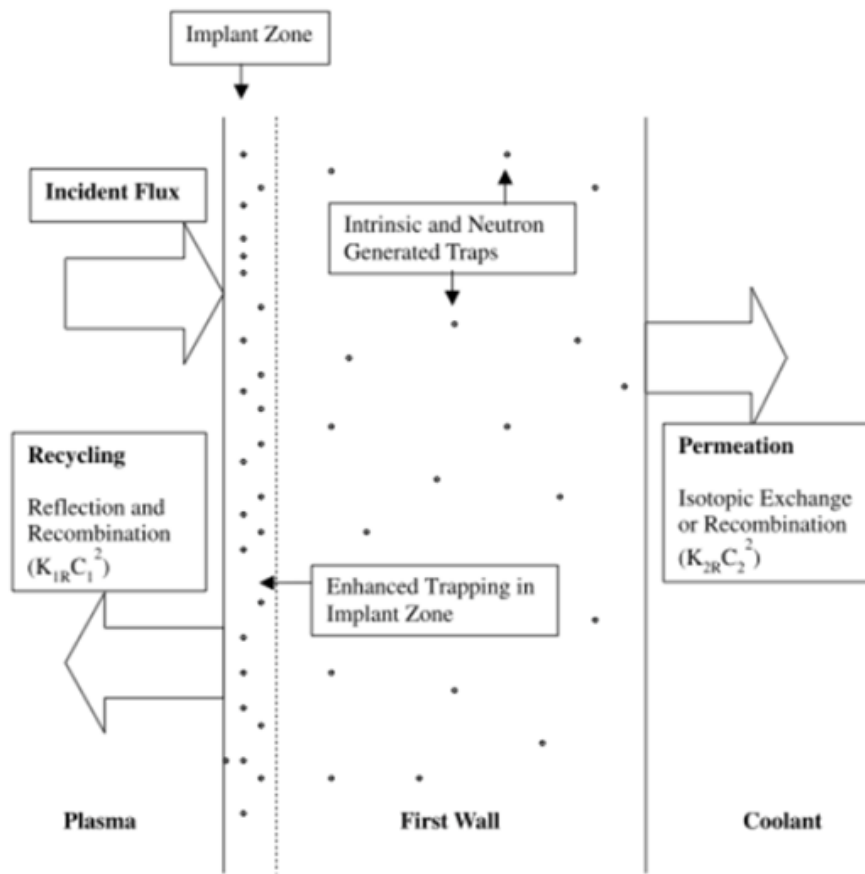 Implant Zone
Incident Flux
Intrinsic and Neutron
Generated Traps
Recycling
Reflection and
Recombination
(K₁RC₁²)
Permeation
Isotopic Exchange
or Recombination
(K₂RC₂²)
Enhanced Trapping in
Implant Zone
Plasma
First Wall
Coolant